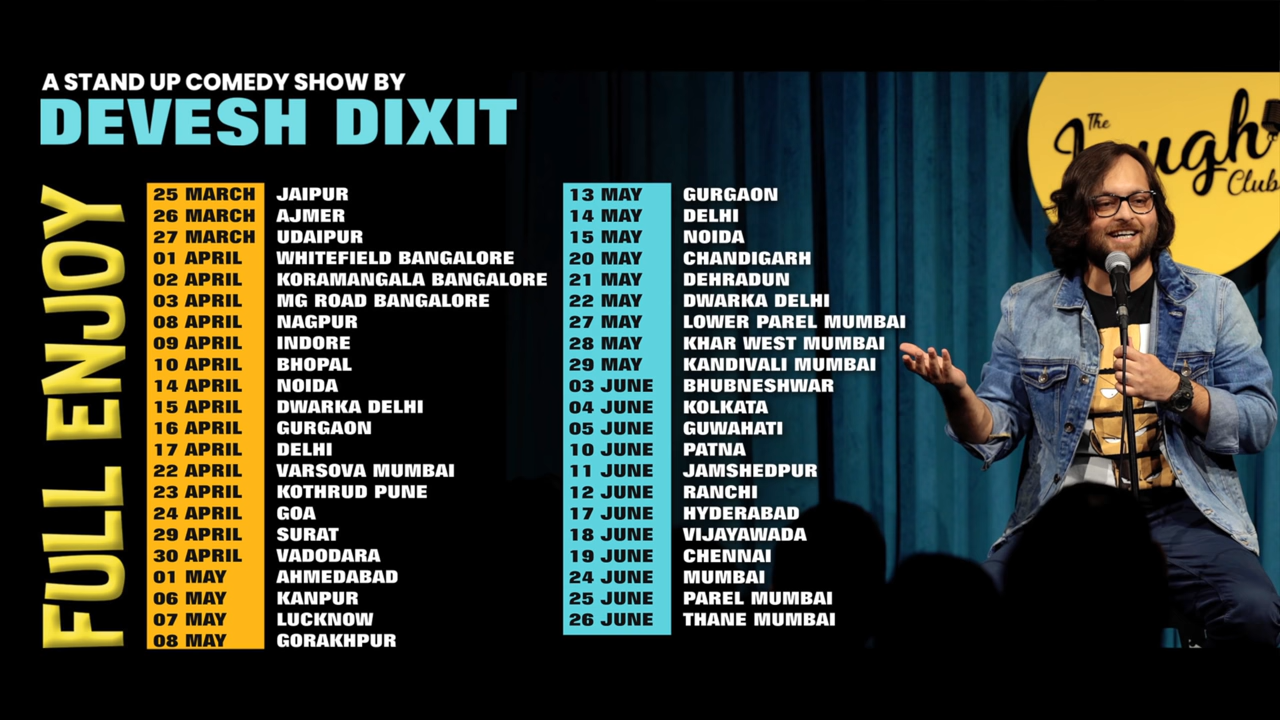 A STAND UP COMEDY SHOW BY
DEVESH DIXIT
FULL ENJOY
25 MARCH JAIPUR
26 MARCH AJMER
27 MARCH UDAIPUR
01 APRIL WHITEFIELD BANGALORE
02 APRIL KORAMANGALA BANGALORE
03 APRIL MG ROAD BANGALORE
08 APRIL NAGPUR
09 APRIL INDORE
10 APRIL BHOPAL
14 APRIL NOIDA
15 APRIL DWARKA DELHI
16 APRIL GURGAON
17 APRIL DELHI
22 APRIL VARSOVA MUMBAI
23 APRIL KOTHRUD PUNE
24 APRIL GOA
29 APRIL SURAT
30 APRIL VADODARA
01 MAY AHMEDABAD
06 MAY KANPUR
07 MAY LUCKNOW
08 MAY GORAKHPUR
13 MAY GURGAON
14 MAY DELHI
15 MAY NOIDA
20 MAY CHANDIGARH
21 MAY DEHRADUN
22 MAY DWARKA DELHI
27 MAY LOWER PAREL MUMBAI
28 MAY KHAR WEST MUMBAI
29 MAY KANDIVALI MUMBAI
03 JUNE BHUBNESHWAR
04 JUNE KOLKATA
05 JUNE GUWAHATI
10 JUNE PATNA
11 JUNE JAMSHEDPUR
12 JUNE RANCHI
17 JUNE HYDERABAD
18 JUNE VIJAYAWADA
19 JUNE CHENNAI
24 JUNE MUMBAI
25 JUNE PAREL MUMBAI
26 JUNE THANE MUMBAI
The
Laugh
Club